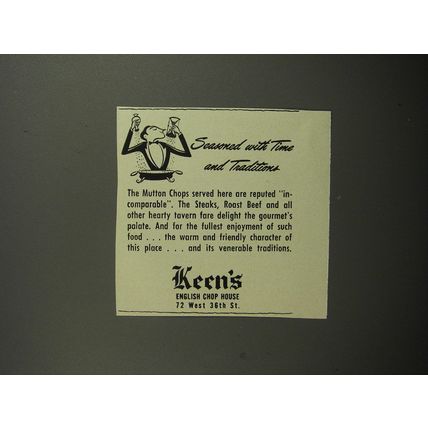 Seasoned with Time
and Traditions
The Mutton Chops served here are reputed "in-
comparable". The Steaks, Roast Beef and all
other hearty tavern fare delight the gourmet's
palate. And for the fullest enjoyment of such
food . . . the warm and friendly character of
this place . . . and its venerable traditions.
Keen's
ENGLISH CHOP HOUSE
72 West 36th St.